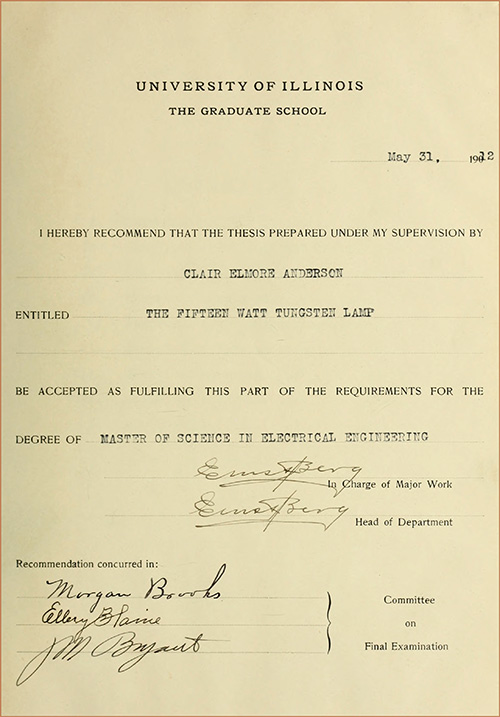 UNIVERSITY OF ILLINOIS
THE GRADUATE SCHOOL
May 31, 1912
I HEREBY RECOMMEND THAT THE THESIS PREPARED UNDER MY SUPERVISION BY
CLAIR ELMORE ANDERSON
ENTITLED THE FIFTEEN WATT TUNGSTEN LAMP
BE ACCEPTED AS FULFILLING THIS PART OF THE REQUIREMENTS FOR THE
DEGREE OF MASTER OF SCIENCE IN ELECTRICAL ENGINEERING
Ernst Berg
In Charge of Major Work
Ernst Berg
Head of Department
Recommendation concurred in:
Morgan Brooks
Ellery B Paine
J M Bryant
Committee
on
Final Examination